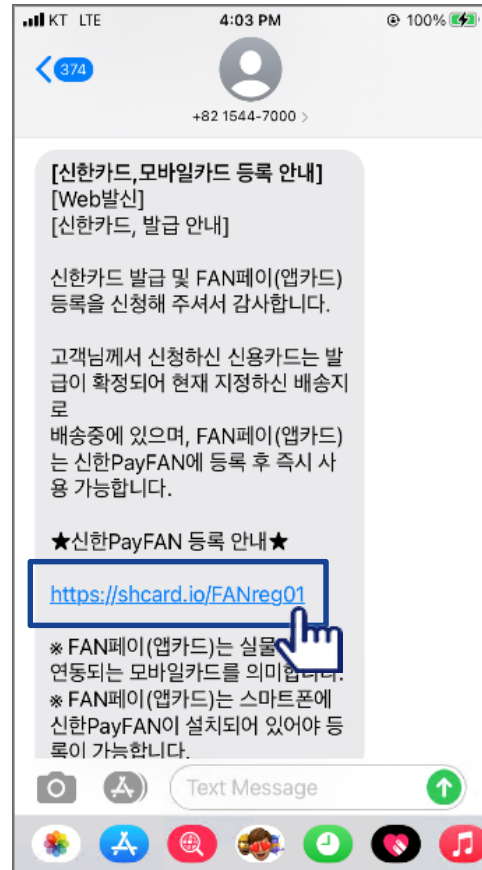 KT LTE 4:03 PM 100%
374
+82 1544-7000 >
[신한카드,모바일카드 등록 안내]
[Web발신]
[신한카드, 발급 안내]
신한카드 발급 및 FAN페이(앱카드)
등록을 신청해 주셔서 감사합니다.
고객님께서 신청하신 신용카드는 발
급이 확정되어 현재 지정하신 배송지
로
배송중에 있으며, FAN페이(앱카드)
는 신한PayFAN에 등록 후 즉시 사
용 가능합니다.
★신한PayFAN 등록 안내★
https://shcard.io/FANreg01
※ FAN페이(앱카드)는 실물
연동되는 모바일카드를
※ FAN페이(앱카드)는 스마트폰에
신한PayFAN이 설치되어 있어야 등
록이 가능합니다.
Text Message